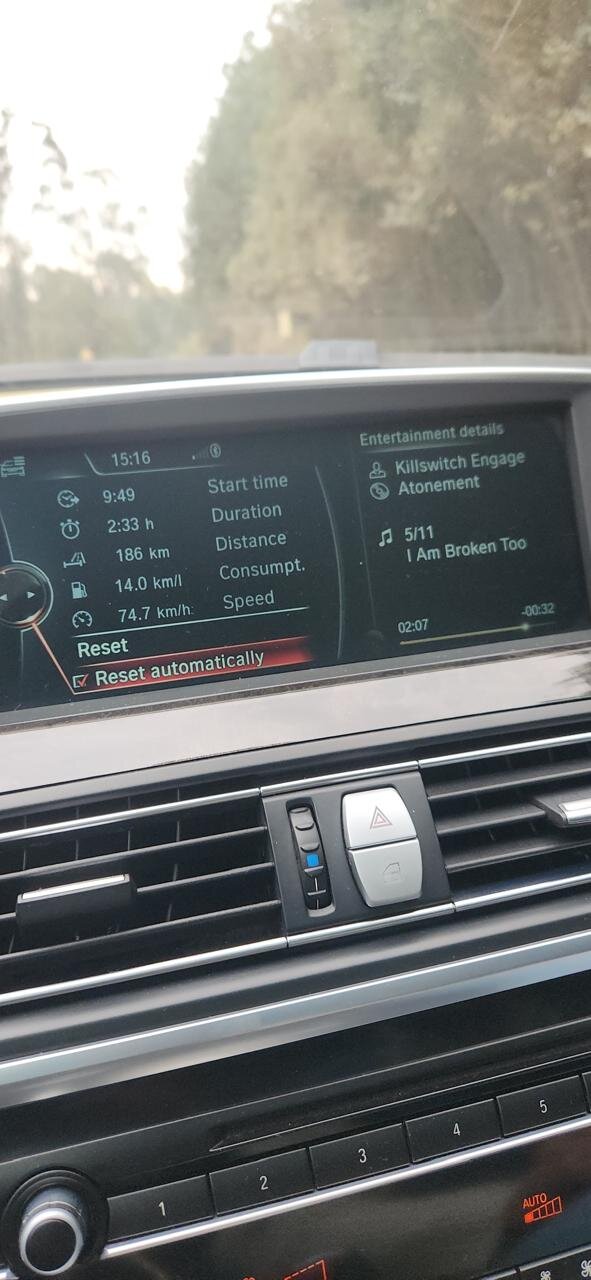 15:16
9:49 Start time
2:33 h Duration
186 km Distance
14.0 km/l Consumpt.
74.7 km/h: Speed
Reset
Reset automatically
Entertainment details
Killswitch Engage
Atonement
5/11
I Am Broken Too
02:07 -00:32
1 2 3 4 5
AUTO